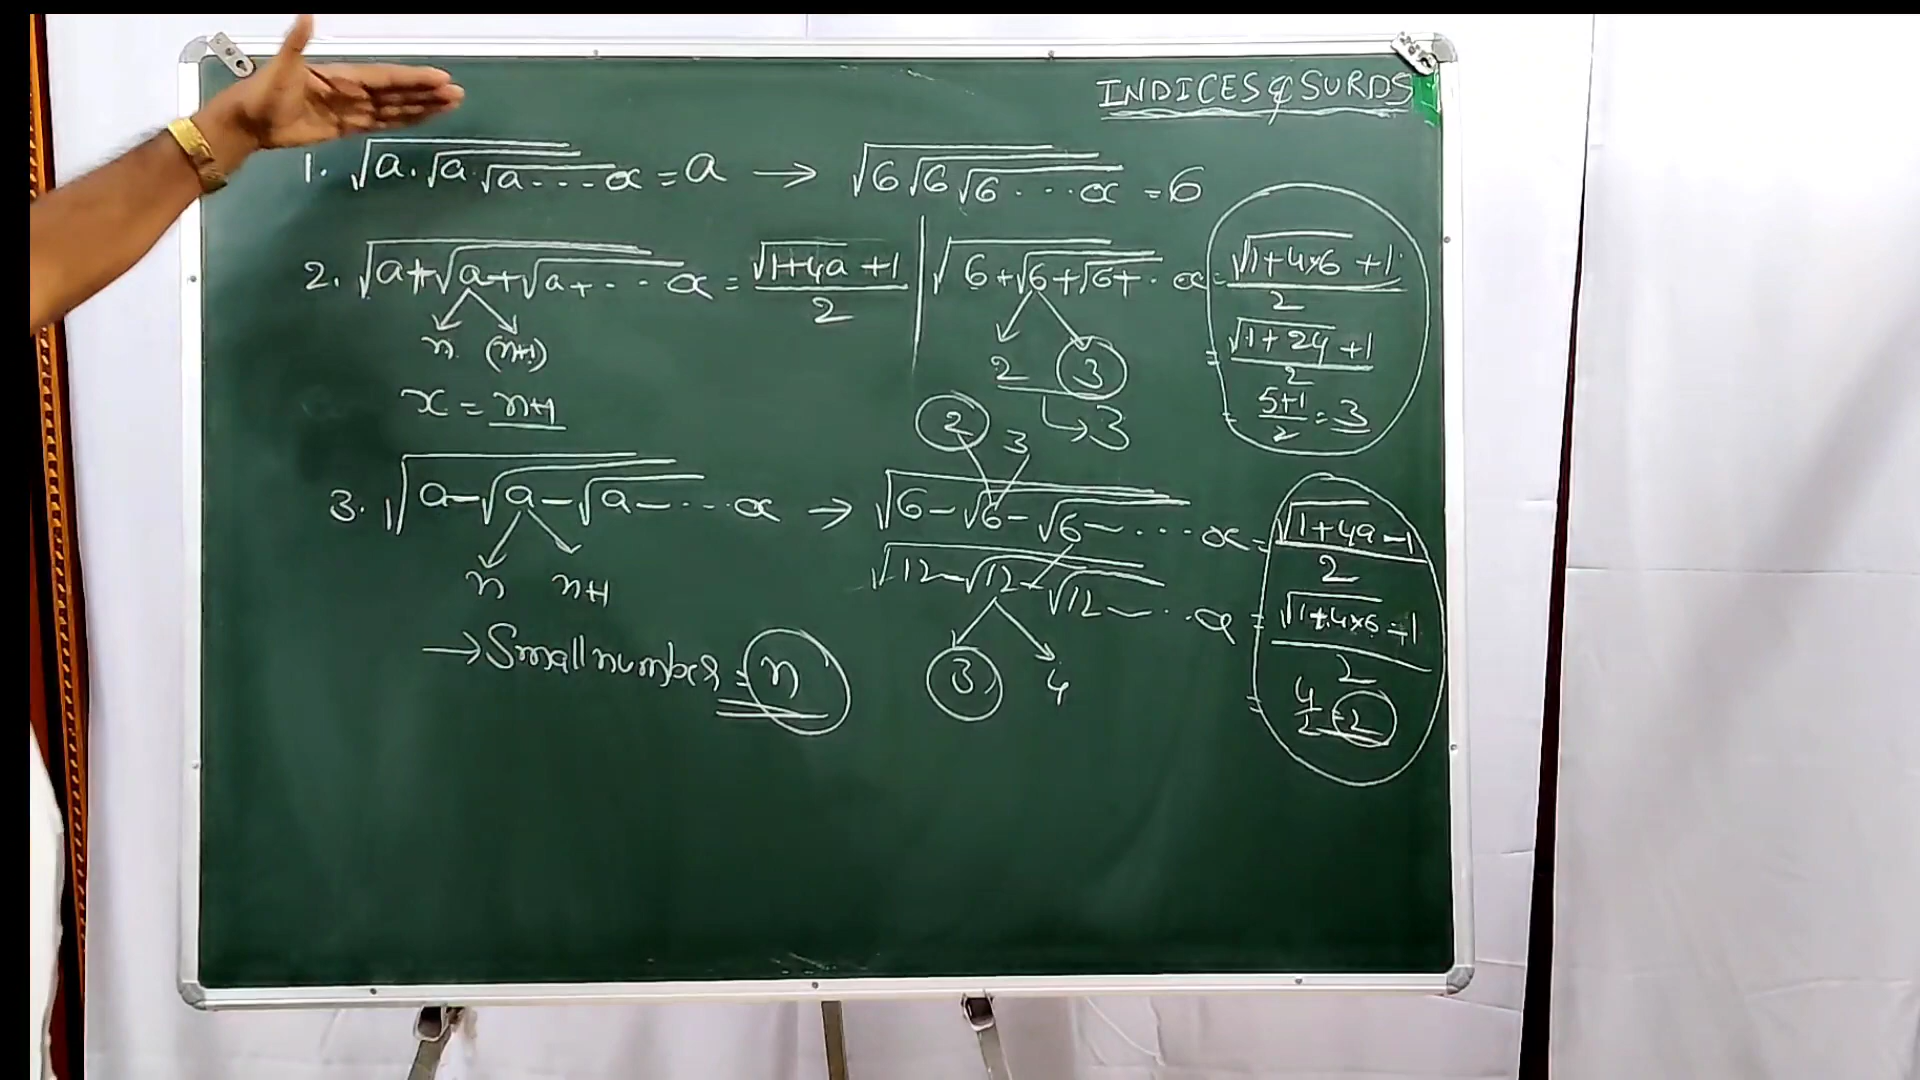 INDICES & SURDS
1. √a.√a.√a---∝ = a → √6√6√6...∝ = 6
2. √a+√a+√a+---∝ = √1+4a +1 / 2
n (n+1)
x = n+1
√6+√6+√6+..∝ = √1+4×6 +1 / 2
= √1+24 +1 / 2
2 3
= 5+1 / 2 = 3
↳3
3. √a-√a-√a----∝ → √6-√6-√6-....∝ = √1+4a -1 / 2
2 3
n n+1
√12-√12-√12-..∝ = √1+4×6 -1 / 2
3 4
= 4/2 = 2
→ Small number = n